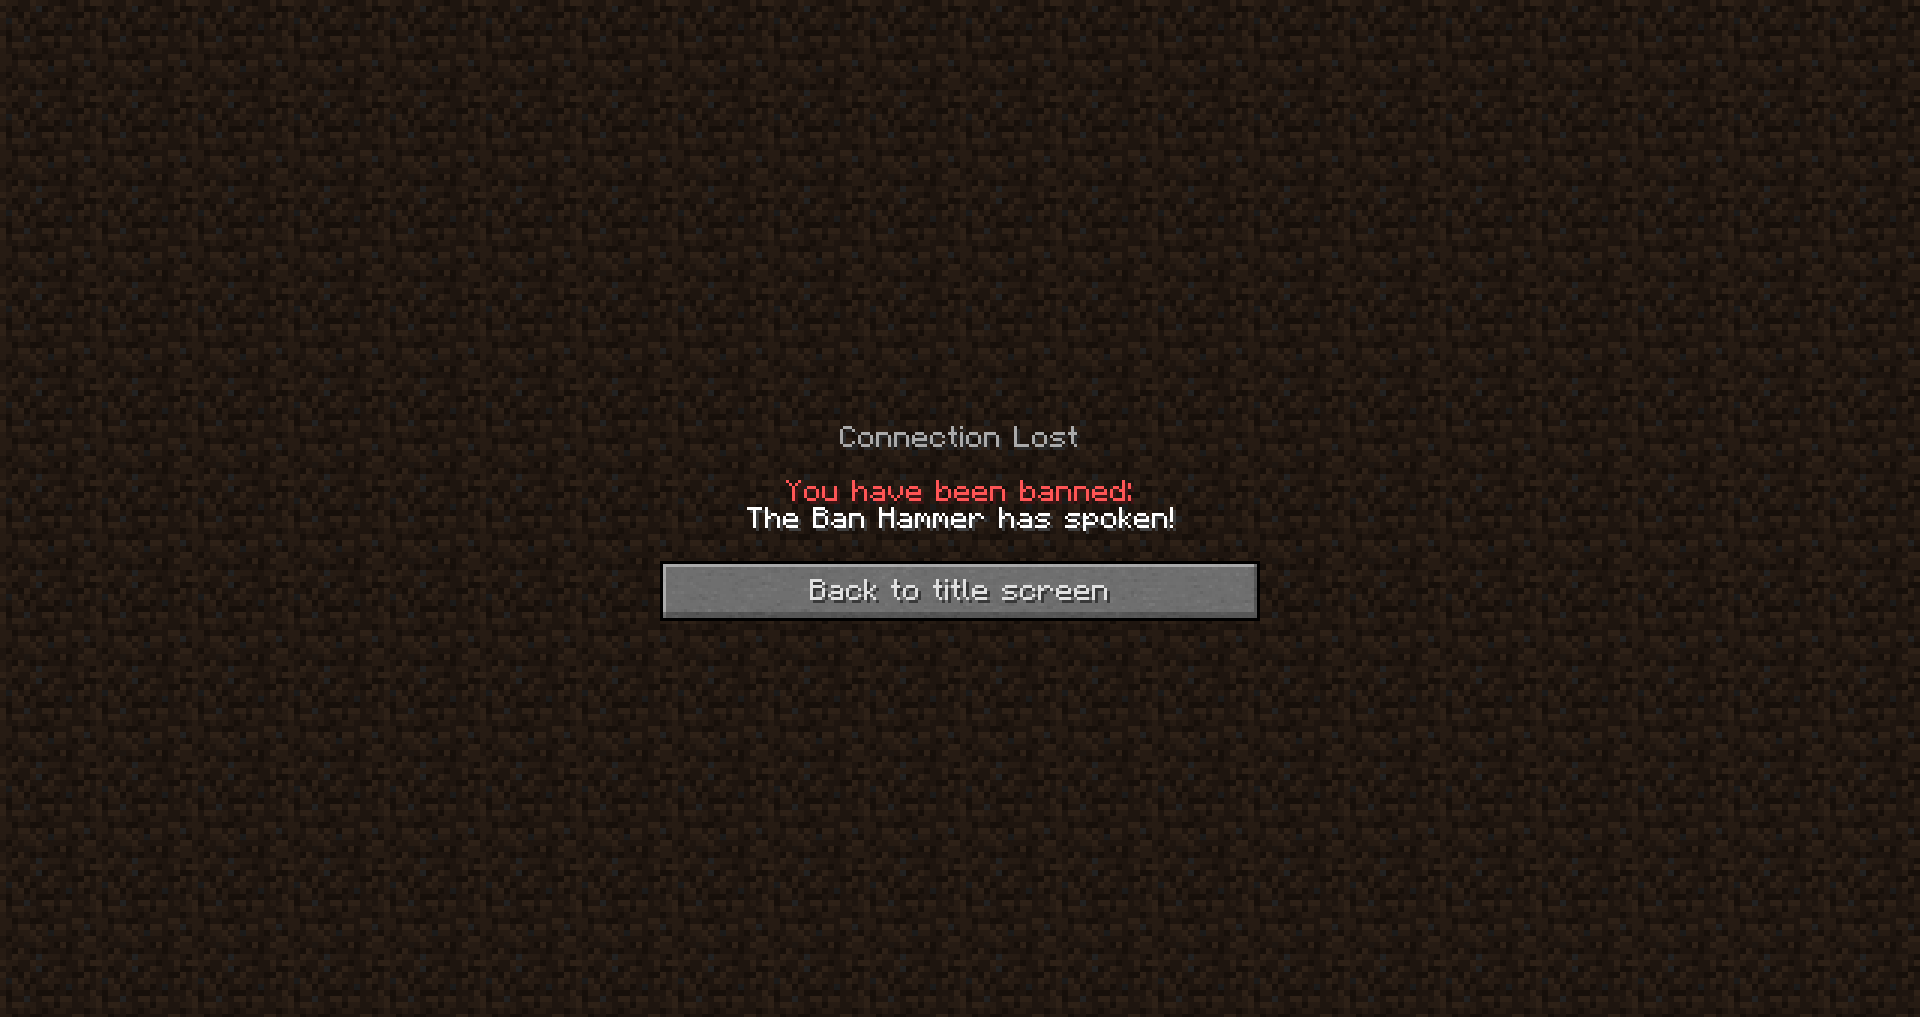 Connection Lost
You have been banned:
The Ban Hammer has spoken!
Back to title screen